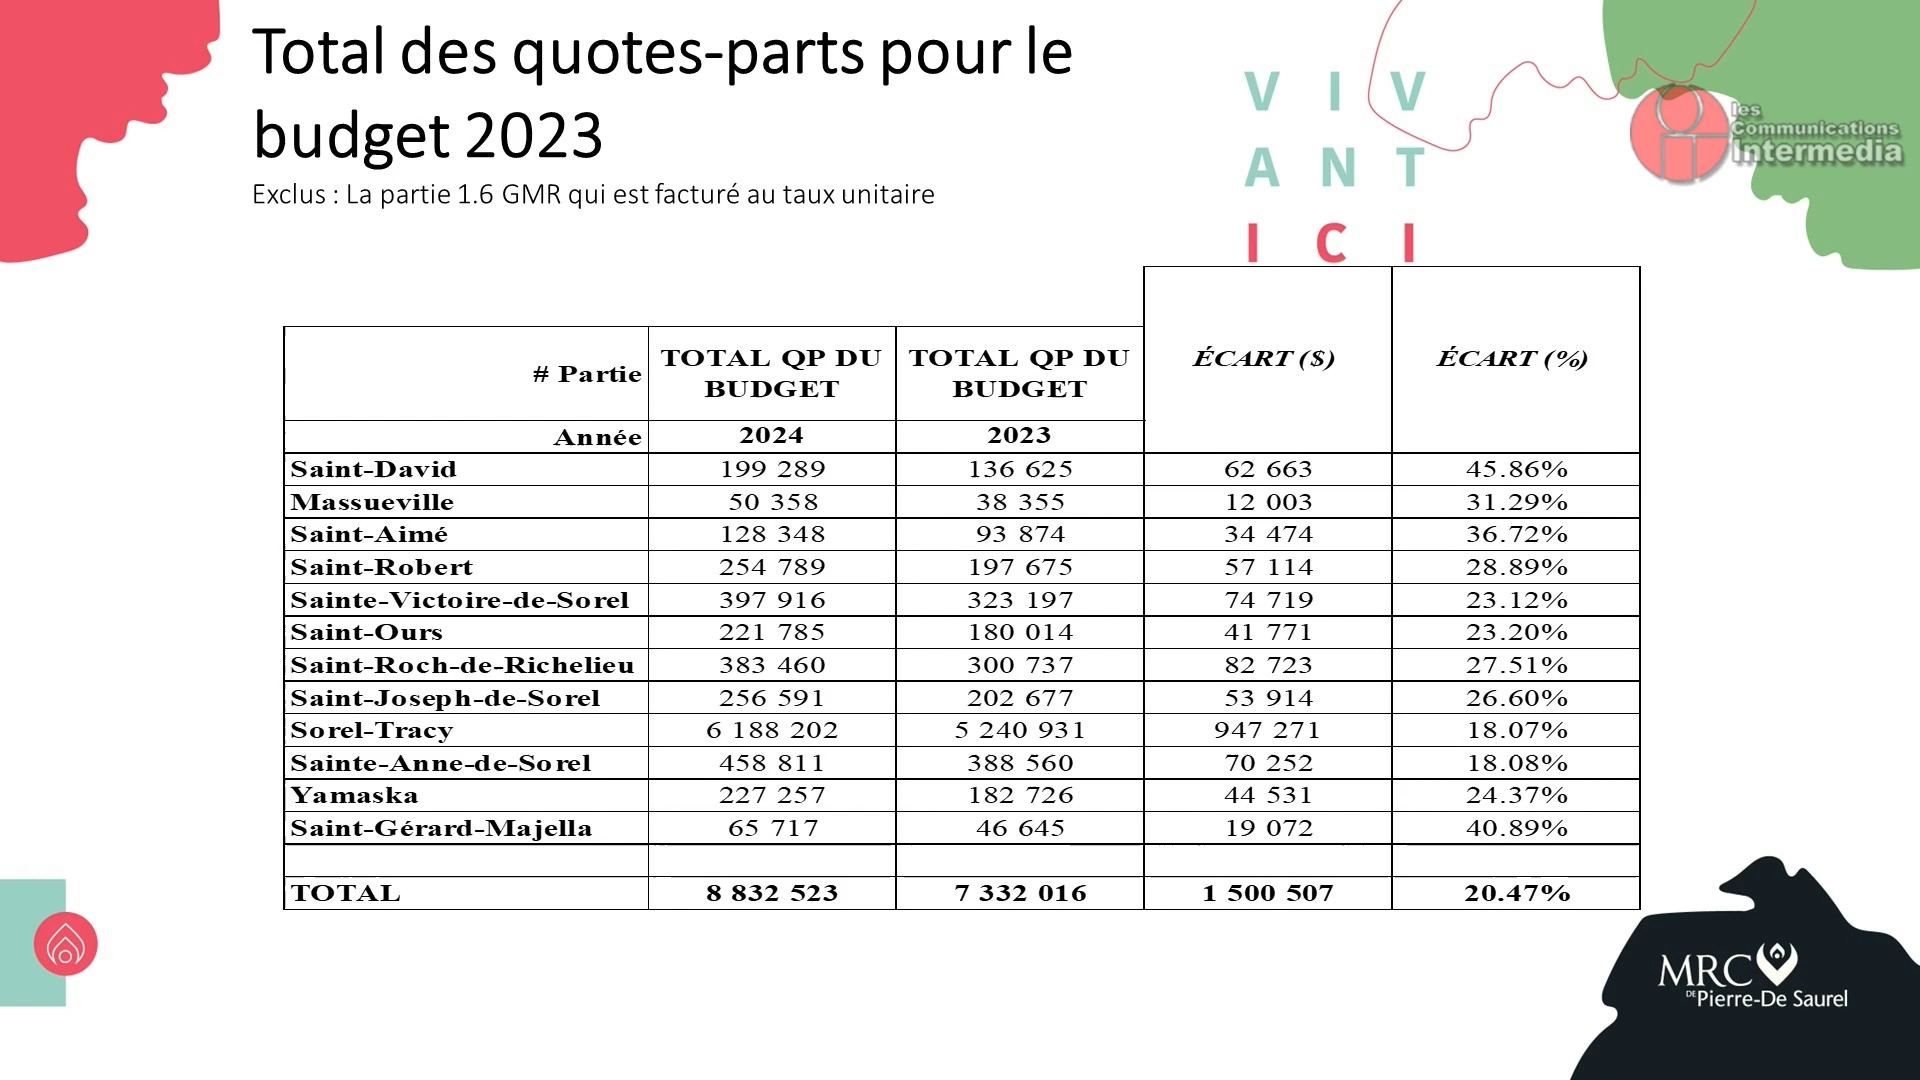 Total des quotes-parts pour le
budget 2023
Exclus : La partie 1.6 GMR qui est facturé au taux unitaire
V I V
A N T
I C I
les
Communications
Intermedia
# Partie TOTAL QP DU BUDGET TOTAL QP DU BUDGET ÉCART ($) ÉCART (%)
Année 2024 2023
Saint-David 199 289 136 625 62 663 45.86%
Massueville 50 358 38 355 12 003 31.29%
Saint-Aimé 128 348 93 874 34 474 36.72%
Saint-Robert 254 789 197 675 57 114 28.89%
Sainte-Victoire-de-Sorel 397 916 323 197 74 719 23.12%
Saint-Ours 221 785 180 014 41 771 23.20%
Saint-Roch-de-Richelieu 383 460 300 737 82 723 27.51%
Saint-Joseph-de-Sorel 256 591 202 677 53 914 26.60%
Sorel-Tracy 6 188 202 5 240 931 947 271 18.07%
Sainte-Anne-de-Sorel 458 811 388 560 70 252 18.08%
Yamaska 227 257 182 726 44 531 24.37%
Saint-Gérard-Majella 65 717 46 645 19 072 40.89%
TOTAL 8 832 523 7 332 016 1 500 507 20.47%
MRC
DE Pierre-De Saurel